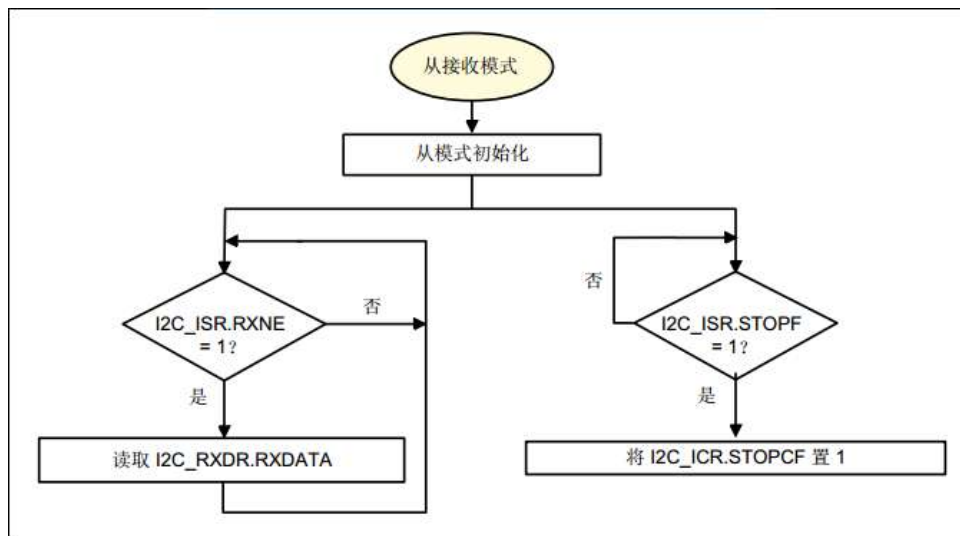 从接收模式
从模式初始化
否
I2C_ISR.RXNE
= 1?
是
读取 I2C_RXDR.RXDATA
否
I2C_ISR.STOPF
= 1?
是
将 I2C_ICR.STOPCF 置 1